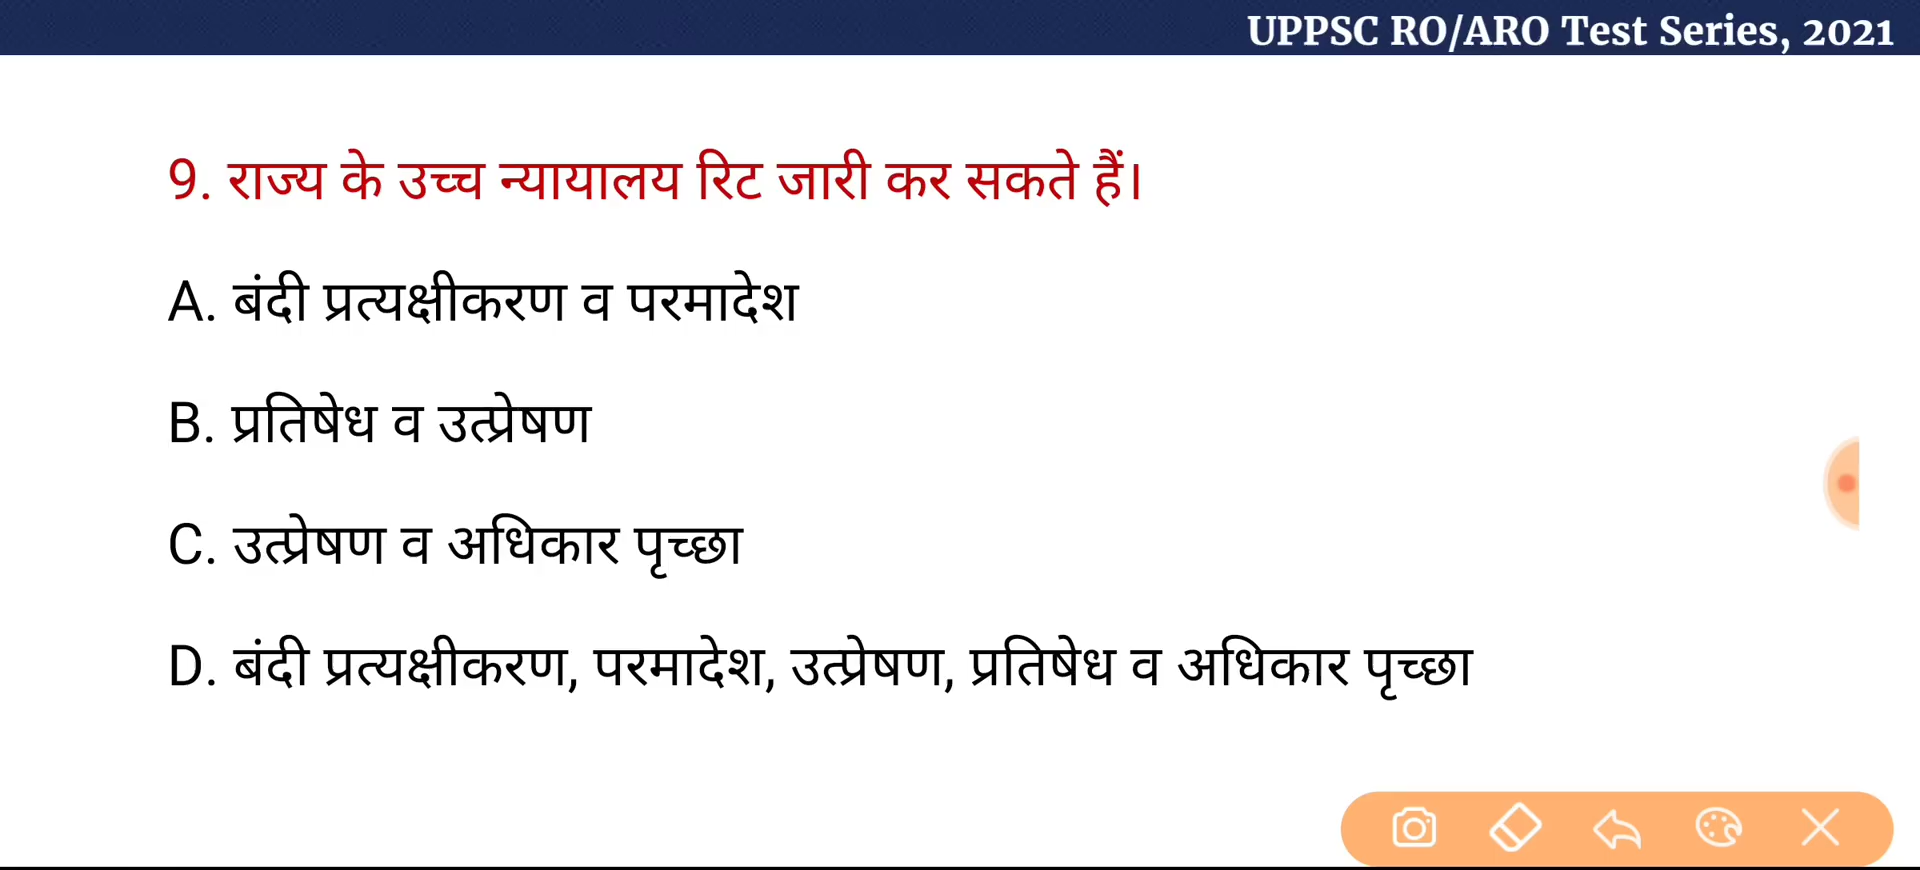 UPPSC RO/ARO Test Series, 2021
9. राज्य के उच्च न्यायालय रिट जारी कर सकते हैं।
A. बंदी प्रत्यक्षीकरण व परमादेश
B. प्रतिषेध व उत्प्रेषण
C. उत्प्रेषण व अधिकार पृच्छा
D. बंदी प्रत्यक्षीकरण, परमादेश, उत्प्रेषण, प्रतिषेध व अधिकार पृच्छा